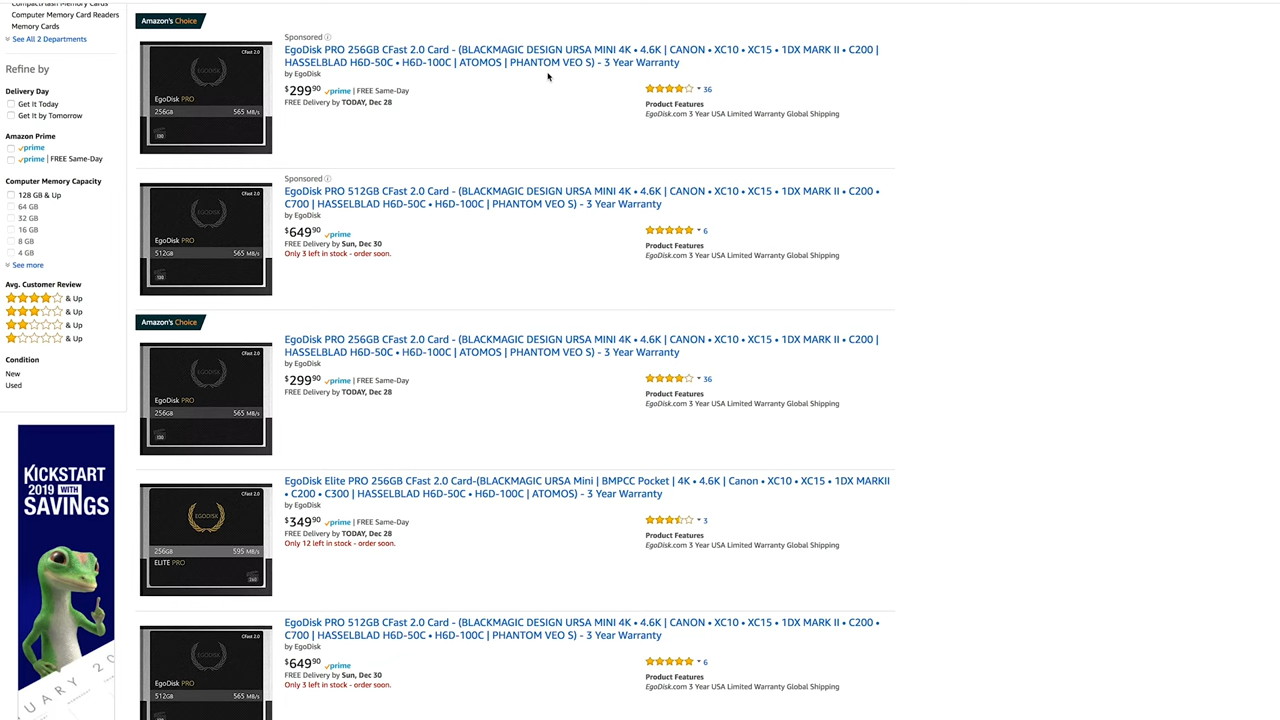 CompactFlash Memory Cards
Computer Memory Card Readers
Memory Cards
See All 2 Departments
Refine by
Delivery Day
Get It Today
Get It by Tomorrow
Amazon Prime
prime
prime | FREE Same-Day
Computer Memory Capacity
128 GB & Up
64 GB
32 GB
16 GB
8 GB
4 GB
See more
Avg. Customer Review
& Up
& Up
& Up
& Up
Condition
New
Used
KICKSTART
2019 WITH
SAVINGS
UARY 20
Amazon's Choice
CFast 2.0
EGODISK
EgoDisk PRO
256GB 565 MB/s
130
Sponsored
EgoDisk PRO 256GB CFast 2.0 Card - (BLACKMAGIC DESIGN URSA MINI 4K • 4.6K | CANON • XC10 • XC15 • 1DX MARK II • C200 |
HASSELBLAD H6D-50C • H6D-100C | ATOMOS | PHANTOM VEO S) - 3 Year Warranty
by EgoDisk
$299.90 prime | FREE Same-Day
FREE Delivery by TODAY, Dec 28
36
Product Features
EgoDisk.com 3 Year USA Limited Warranty Global Shipping
CFast 2.0
EGODISK
EgoDisk PRO
512GB 565 MB/s
130
Sponsored
EgoDisk PRO 512GB CFast 2.0 Card - (BLACKMAGIC DESIGN URSA MINI 4K • 4.6K | CANON • XC10 • XC15 • 1DX MARK II • C200 •
C700 | HASSELBLAD H6D-50C • H6D-100C | PHANTOM VEO S) - 3 Year Warranty
by EgoDisk
$649.90 prime
FREE Delivery by Sun, Dec 30
Only 3 left in stock - order soon.
6
Product Features
EgoDisk.com 3 Year USA Limited Warranty Global Shipping
Amazon's Choice
CFast 2.0
EGODISK
EgoDisk PRO
256GB 565 MB/s
130
EgoDisk PRO 256GB CFast 2.0 Card - (BLACKMAGIC DESIGN URSA MINI 4K • 4.6K | CANON • XC10 • XC15 • 1DX MARK II • C200 |
HASSELBLAD H6D-50C • H6D-100C | ATOMOS | PHANTOM VEO S) - 3 Year Warranty
by EgoDisk
$299.90 prime | FREE Same-Day
FREE Delivery by TODAY, Dec 28
36
Product Features
EgoDisk.com 3 Year USA Limited Warranty Global Shipping
CFast 2.0
EGODISK
256GB 595 MB/s
ELITE PRO
260
EgoDisk Elite PRO 256GB CFast 2.0 Card-(BLACKMAGIC URSA Mini | BMPCC Pocket | 4K • 4.6K | Canon • XC10 • XC15 • 1DX MARKII
• C200 • C300 | HASSELBLAD H6D-50C • H6D-100C | ATOMOS) - 3 Year Warranty
by EgoDisk
$349.90 prime | FREE Same-Day
FREE Delivery by TODAY, Dec 28
Only 12 left in stock - order soon.
3
Product Features
EgoDisk.com 3 Year USA Limited Warranty Global Shipping
CFast 2.0
EGODISK
EgoDisk PRO
512GB 565 MB/s
EgoDisk PRO 512GB CFast 2.0 Card - (BLACKMAGIC DESIGN URSA MINI 4K • 4.6K | CANON • XC10 • XC15 • 1DX MARK II • C200 •
C700 | HASSELBLAD H6D-50C • H6D-100C | PHANTOM VEO S) - 3 Year Warranty
by EgoDisk
$649.90 prime
FREE Delivery by Sun, Dec 30
Only 3 left in stock - order soon.
6
Product Features
EgoDisk.com 3 Year USA Limited Warranty Global Shipping